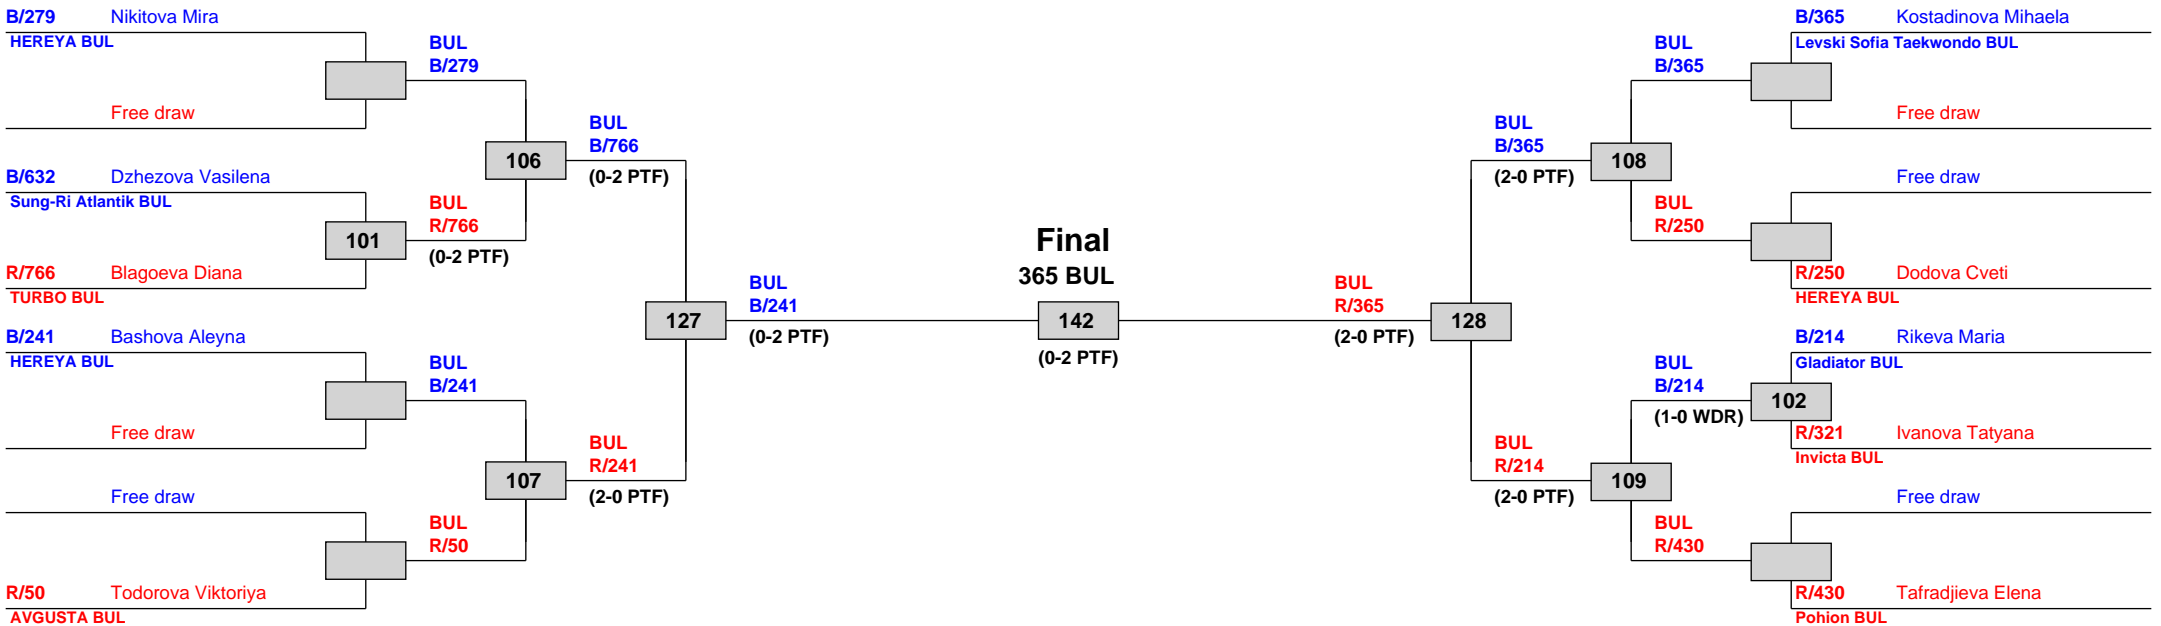 B/279 Nikitova Mira
HEREYA BUL
BUL
B/279
Free draw
106
BUL
B/766
(0-2 PTF)
B/632 Dzhezova Vasilena
Sung-Ri Atlantik BUL
101
BUL
R/766
(0-2 PTF)
R/766 Blagoeva Diana
TURBO BUL
127
BUL
B/241
(0-2 PTF)
B/241 Bashova Aleyna
HEREYA BUL
BUL
B/241
Free draw
107
BUL
R/241
(2-0 PTF)
Free draw
BUL
R/50
R/50 Todorova Viktoriya
AVGUSTA BUL
Final
365 BUL
142
(0-2 PTF)
BUL
R/365
(2-0 PTF)
128
BUL
B/365
(2-0 PTF)
108
BUL
B/365
B/365 Kostadinova Mihaela
Levski Sofia Taekwondo BUL
Free draw
Free draw
BUL
R/250
R/250 Dodova Cveti
HEREYA BUL
BUL
R/214
(2-0 PTF)
109
BUL
B/214
(1-0 WDR)
102
B/214 Rikeva Maria
Gladiator BUL
R/321 Ivanova Tatyana
Invicta BUL
Free draw
BUL
R/430
R/430 Tafradjieva Elena
Pohion BUL